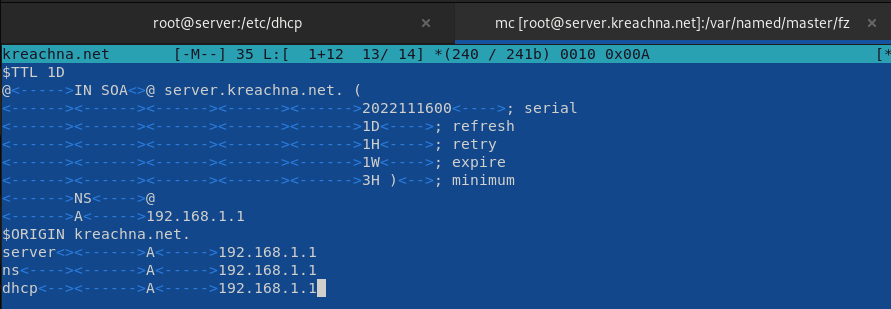 root@server:/etc/dhcp × mc [root@server.kreachna.net]:/var/named/master/fz ×
kreachna.net [-M--] 35 L:[ 1+12 13/ 14] *(240 / 241b) 0010 0x00A [*
$TTL 1D
@<----->IN SOA<>@ server.kreachna.net. (
<------><------><------><------><------>2022111600<---->; serial
<------><------><------><------><------>1D<---->; refresh
<------><------><------><------><------>1H<---->; retry
<------><------><------><------><------>1W<---->; expire
<------><------><------><------><------>3H )<-->; minimum
<------>NS<---->@
<------>A<----->192.168.1.1
$ORIGIN kreachna.net.
server<><------>A<----->192.168.1.1
ns<----><------>A<----->192.168.1.1
dhcp<--><------>A<----->192.168.1.1